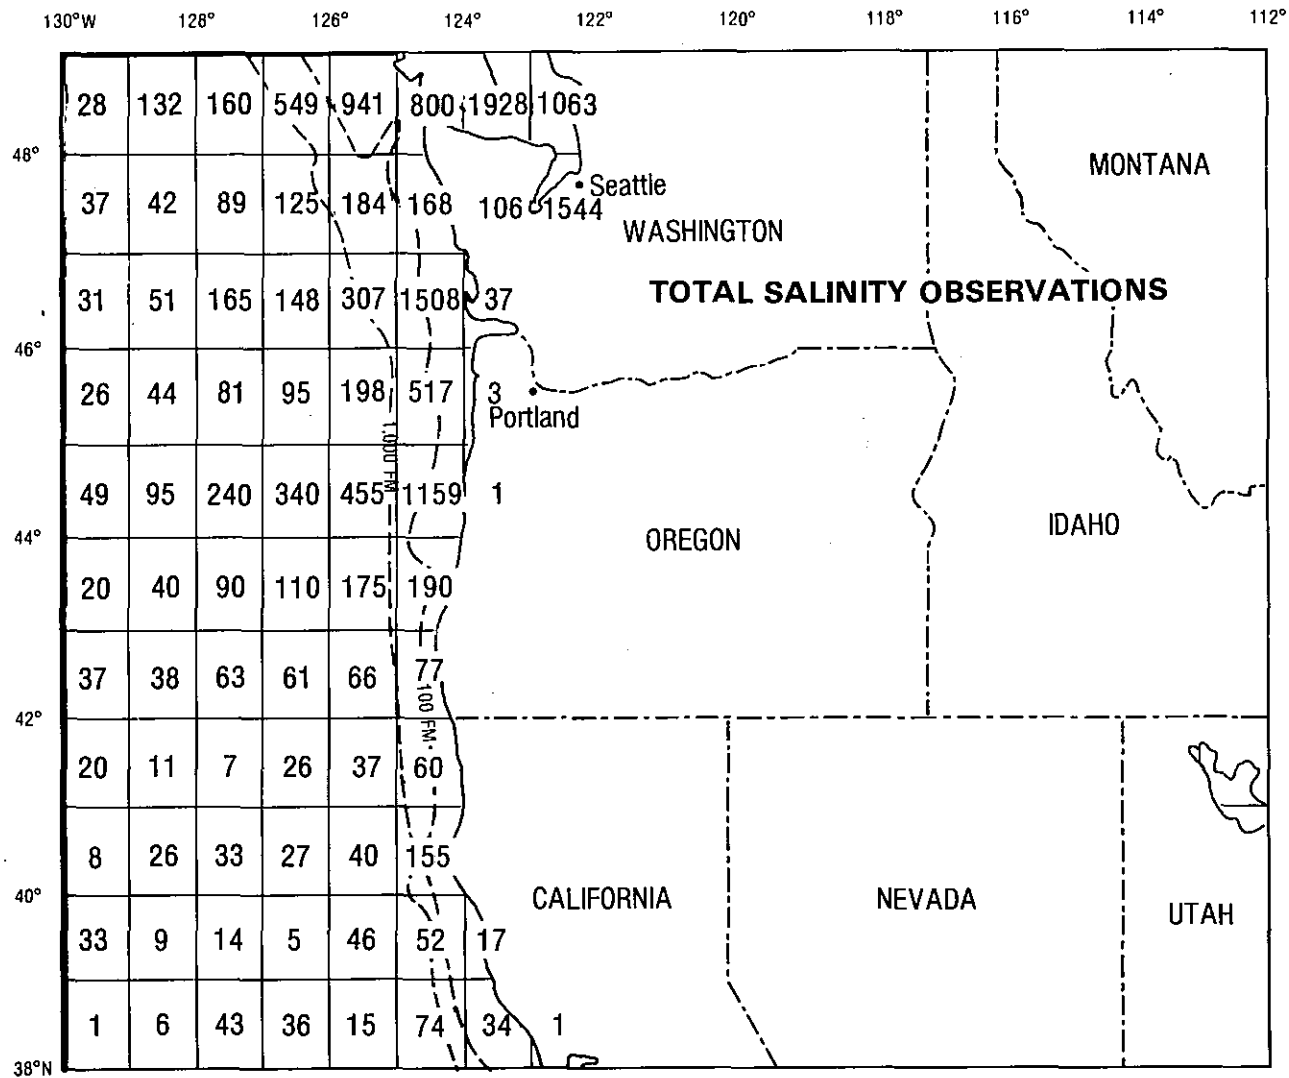 130°W 128° 126° 124° 122° 120° 118° 116° 114° 112°
28 132 160 549 941 800 1928 1063
48°
MONTANA
Seattle
37 42 89 125 184 168 106 1544
WASHINGTON
TOTAL SALINITY OBSERVATIONS
31 51 165 148 307 1508 37
46°
26 44 81 95 198 517 3
Portland
1,000 FM
49 95 240 340 455 1159 1
IDAHO
44°
OREGON
20 40 90 110 175 190
37 38 63 61 66 77
100 FM
42°
20 11 7 26 37 60
8 26 33 27 40 155
40°
CALIFORNIA NEVADA
UTAH
33 9 14 5 46 52 17
1 6 43 36 15 74 34 1
38°N